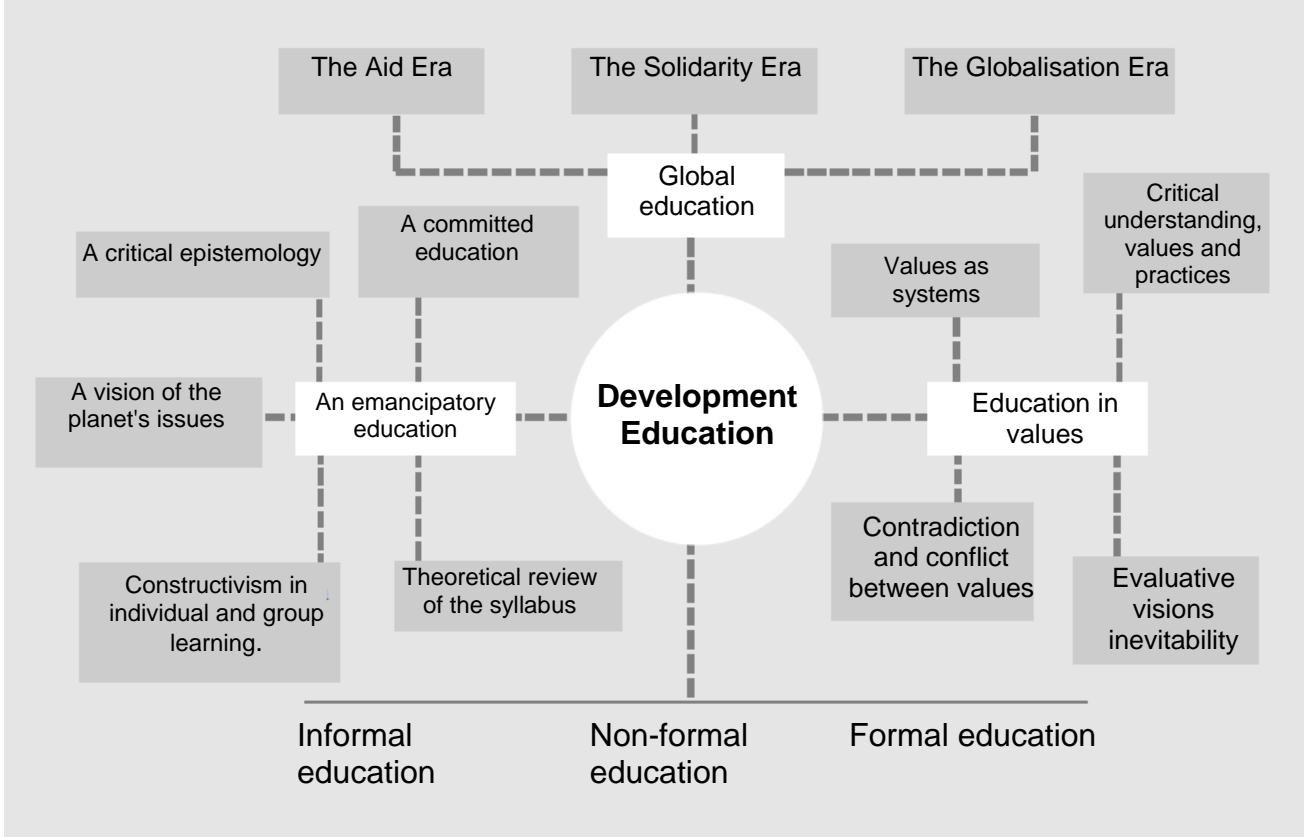 The Aid Era
The Solidarity Era
The Globalisation Era
Global
education
A critical epistemology
A committed
education
Values as
systems
Critical
understanding,
values and
practices
A vision of the
planet's issues
An emancipatory
education
Development
Education
Education in
values
Constructivism in
individual and group
learning.
Theoretical review
of the syllabus
Contradiction
and conflict
between values
Evaluative
visions
inevitability
Informal
education
Non-formal
education
Formal education